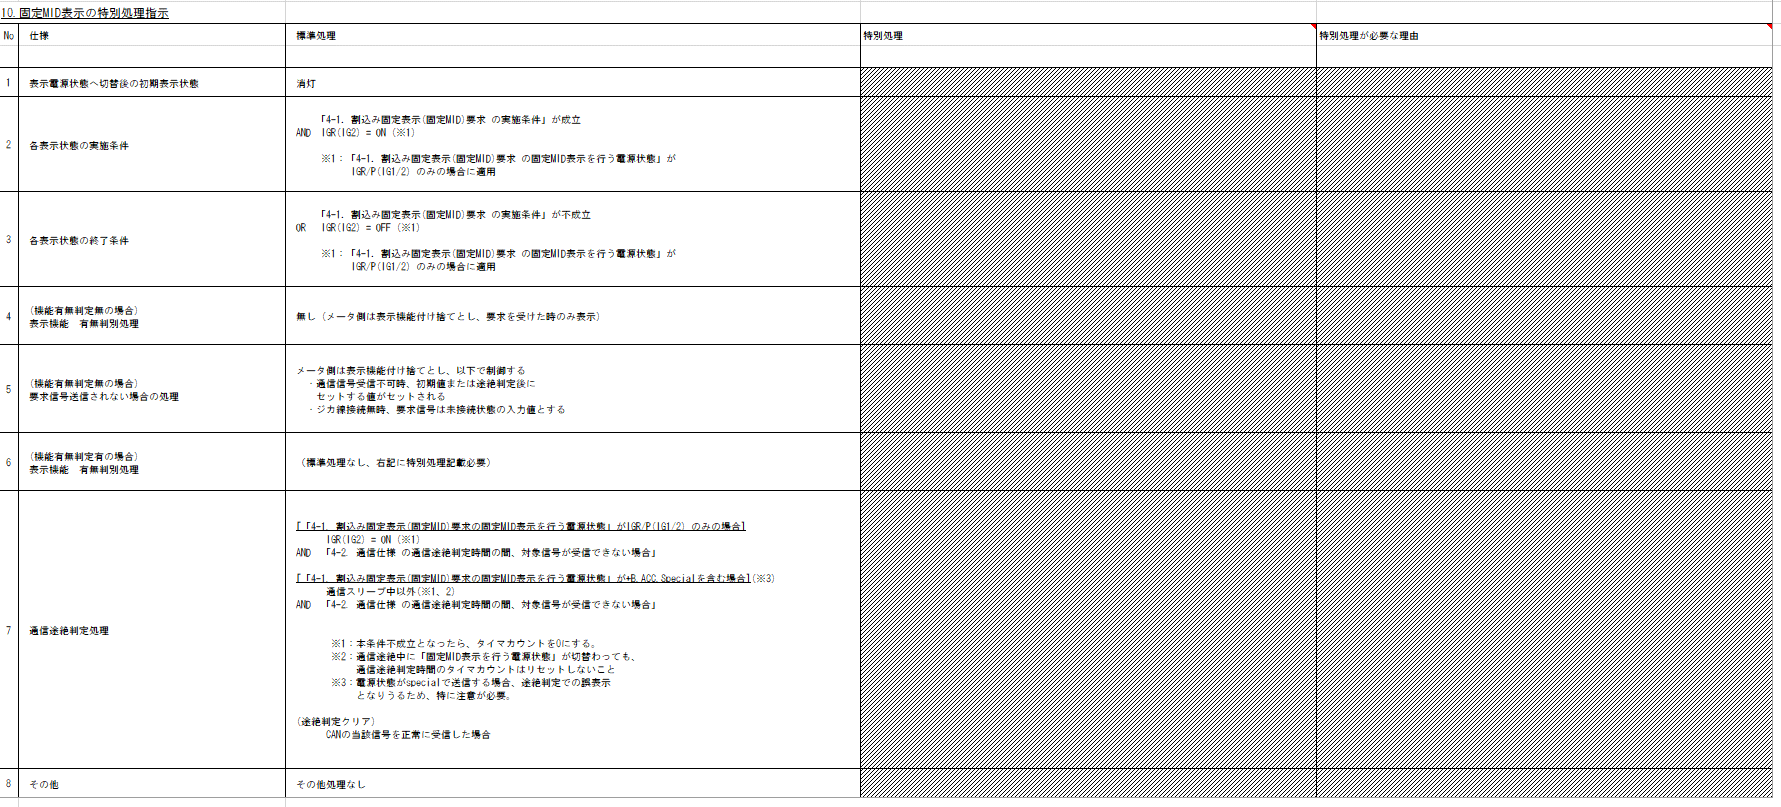 10.固定MID表示の特別処理指示
No 仕様 標準処理 特別処理 特別処理が必要な理由
1 表示電源状態へ切替後の初期表示状態 消灯
2 各表示状態の実施条件
「4-1. 割込み固定表示(固定MID)要求 の実施条件」が成立
AND IGR(IG2) = ON (※1)
※1:「4-1. 割込み固定表示(固定MID)要求 の固定MID表示を行う電源状態」が
IGR/P(IG1/2) のみの場合に適用
3 各表示状態の終了条件
「4-1. 割込み固定表示(固定MID)要求 の実施条件」が不成立
OR IGR(IG2) = OFF (※1)
※1:「4-1. 割込み固定表示(固定MID)要求 の固定MID表示を行う電源状態」が
IGR/P(IG1/2) のみの場合に適用
4 (機能有無判定無の場合)
表示機能 有無判別処理
無し (メータ側は表示機能付け捨てとし、要求を受けた時のみ表示)
5 (機能有無判定無の場合)
要求信号送信されない場合の処理
メータ側は表示機能付け捨てとし、以下で制御する
・通信信号受信不可時、初期値または途絶判定後に
セットする値がセットされる
・ジカ線接続無時、要求信号は未接続状態の入力値とする
6 (機能有無判定有の場合)
表示機能 有無判別処理
(標準処理なし、右記に特別処理記載必要)
7 通信途絶判定処理
[「4-1. 割込み固定表示(固定MID)要求の固定MID表示を行う電源状態」がIGR/P(IG1/2) のみの場合]
IGR(IG2) = ON (※1)
AND 「4-2. 通信仕様 の通信途絶判定時間の間、対象信号が受信できない場合」
[「4-1. 割込み固定表示(固定MID)要求の固定MID表示を行う電源状態」が+B,ACC,Specialを含む場合](※3)
通信スリープ中以外(※1、2)
AND 「4-2. 通信仕様 の通信途絶判定時間の間、対象信号が受信できない場合」
※1:本条件不成立となったら、タイマカウントを0にする。
※2:通信途絶中に「固定MID表示を行う電源状態」が切替わっても、
通信途絶判定時間のタイマカウントはリセットしないこと
※3:電源状態がspecialで送信する場合、途絶判定での誤表示
となりうるため、特に注意が必要。
(途絶判定クリア)
CANの当該信号を正常に受信した場合
8 その他 その他処理なし